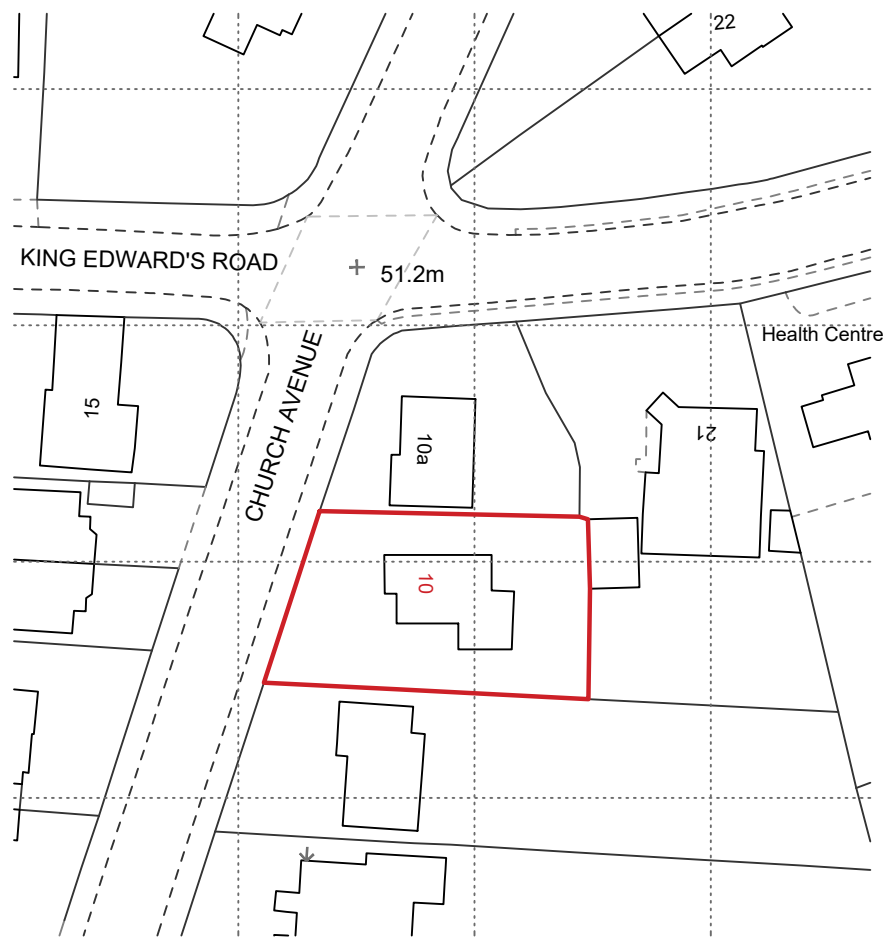 22
KING EDWARD'S ROAD
51.2m
Health Centre
CHURCH AVENUE
15
10a
21
10